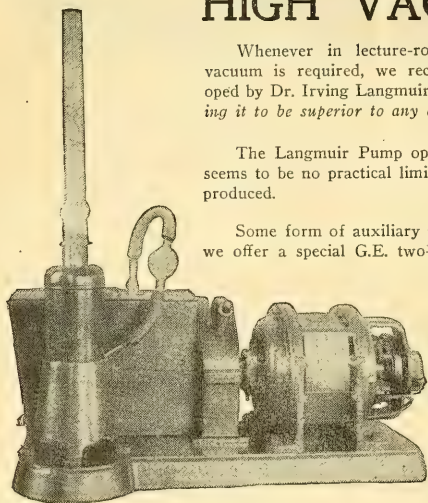 HIGH VAC
Whenever in lecture-ro
vacuum is required, we rec
oped by Dr. Irving Langmuir
ing it to be superior to any
The Langmuir Pump op
seems to be no practical limi
produced.
Some form of auxiliary
we offer a special G.E. two-